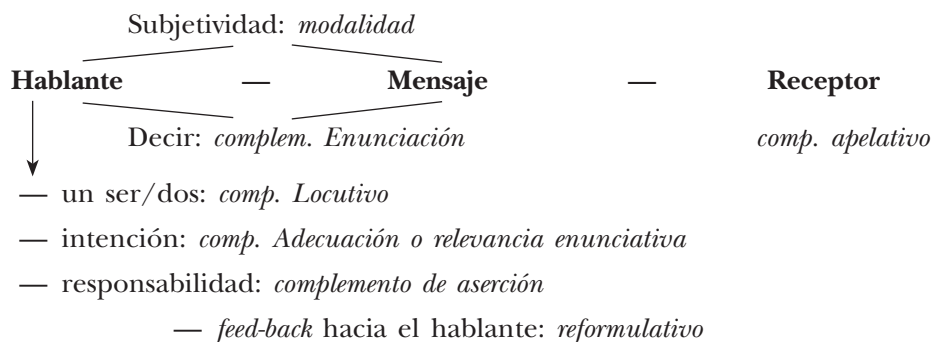 Subjetividad: modalidad
Hablante — Mensaje — Receptor
Decir: complem. Enunciación comp. apelativo
— un ser/dos: comp. Locutivo
— intención: comp. Adecuación o relevancia enunciativa
— responsabilidad: complemento de aserción
— feed-back hacia el hablante: reformulativo